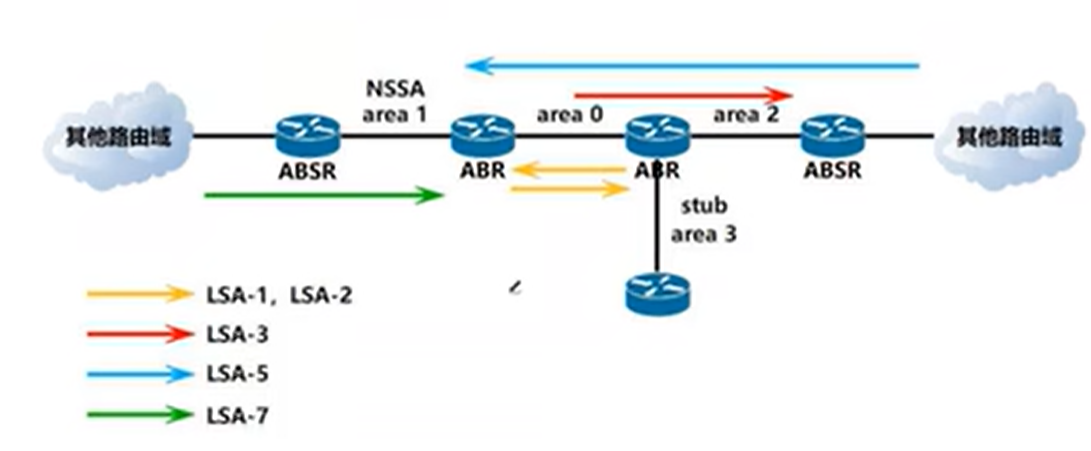 NSSA
area 1
area 0
area 2
其他路由域
其他路由域
ABSR
ABR
ABR
ABSR
stub
area 3
LSA-1，LSA-2
LSA-3
LSA-5
LSA-7